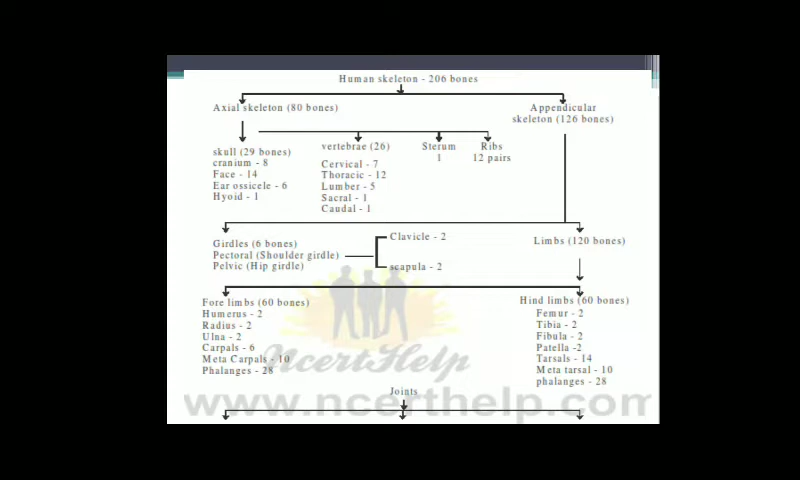 Human skeleton - 206 bones
Axial skeleton (80 bones)
Appendicular
skeleton (126 bones)
skull (29 bones)
cranium - 8
Face - 14
Ear ossicele - 6
Hyoid - 1
vertebrae (26)
Cervical - 7
Thoracic - 12
Lumber - 5
Sacral - 1
Caudal - 1
Sterum
1
Ribs
12 pairs
Girdles (6 bones)
Pectoral (Shoulder girdle)
Pelvic (Hip girdle)
Clavicle - 2
scapula - 2
Limbs (120 bones)
Fore limbs (60 bones)
Humerus - 2
Radius - 2
Ulna - 2
Carpals - 6
Meta Carpals - 10
Phalanges - 28
Hind limbs (60 bones)
Femur - 2
Tibia - 2
Fibula - 2
Patella -2
Tarsals - 14
Meta tarsal - 10
phalanges - 28
NcertHelp
Joints
www.ncerthelp.com